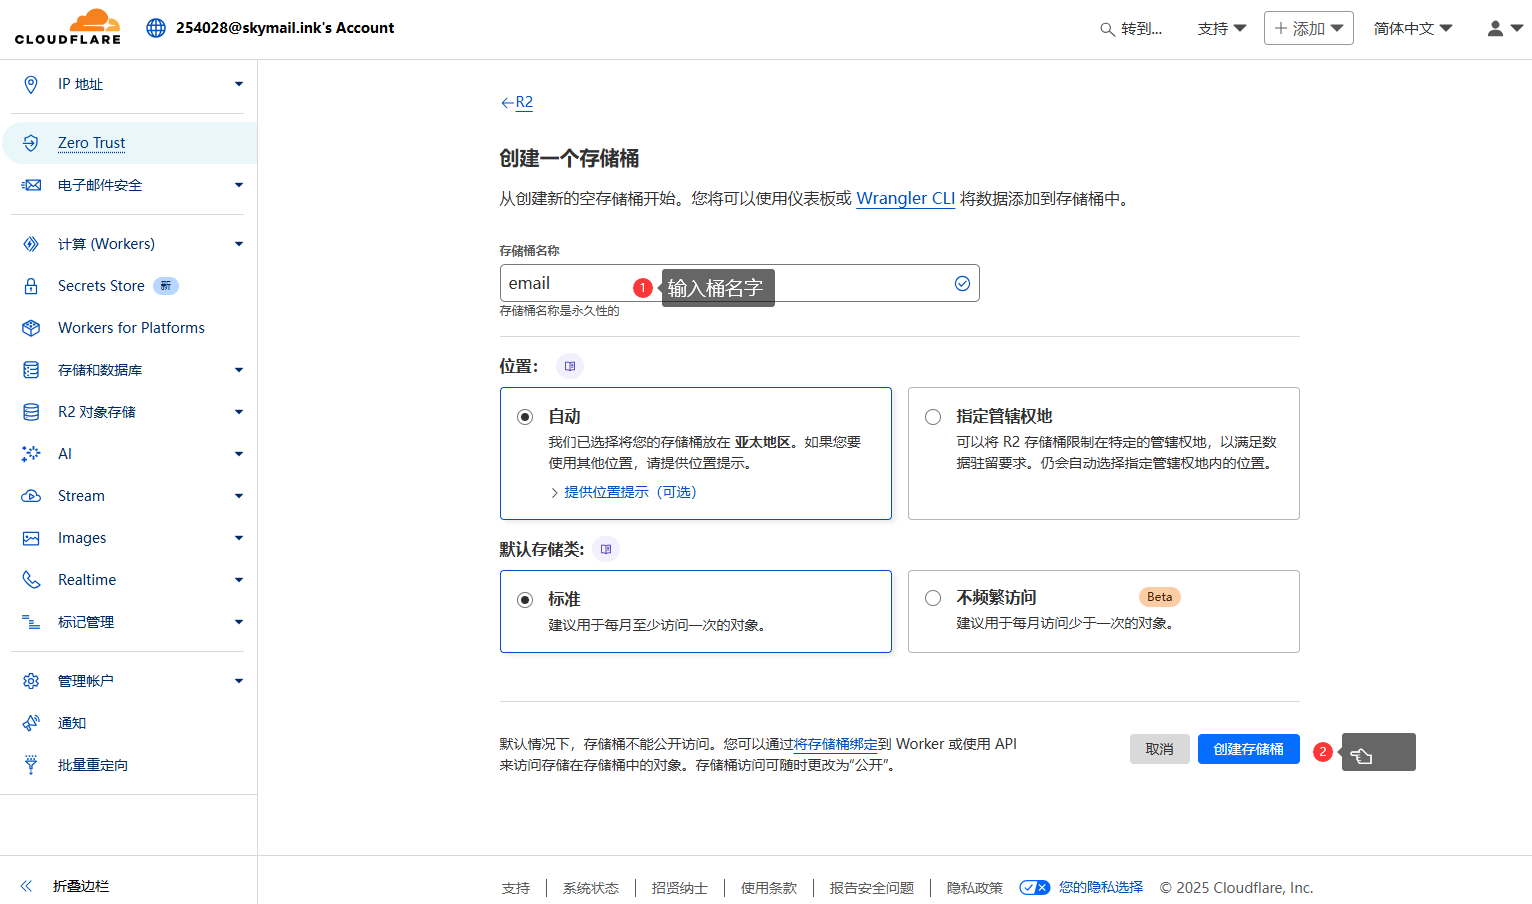 CLOUDFLARE
254028@skymail.ink's Account
转到...
支持
添加
简体中文
IP 地址
Zero Trust
电子邮件安全
计算 (Workers)
Secrets Store 新
Workers for Platforms
存储和数据库
R2 对象存储
AI
Stream
Images
Realtime
标记管理
管理帐户
通知
批量重定向
折叠边栏
←R2
创建一个存储桶
从创建新的空存储桶开始。您将可以使用仪表板或 Wrangler CLI 将数据添加到存储桶中。
存储桶名称
email
1 输入桶名字
存储桶名称是永久性的
位置：
自动
我们已选择将您的存储桶放在 亚太地区。如果您要
使用其他位置，请提供位置提示。
提供位置提示（可选）
指定管辖权地
可以将 R2 存储桶限制在特定的管辖权地，以满足数
据驻留要求。仍会自动选择指定管辖权地内的位置。
默认存储类:
标准
建议用于每月至少访问一次的对象。
不频繁访问 Beta
建议用于每月访问少于一次的对象。
默认情况下，存储桶不能公开访问。您可以通过将存储桶绑定到 Worker 或使用 API
来访问存储在存储桶中的对象。存储桶访问可随时更改为“公开”。
取消
创建存储桶
2
支持
系统状态
招贤纳士
使用条款
报告安全问题
隐私政策
您的隐私选择
© 2025 Cloudflare, Inc.